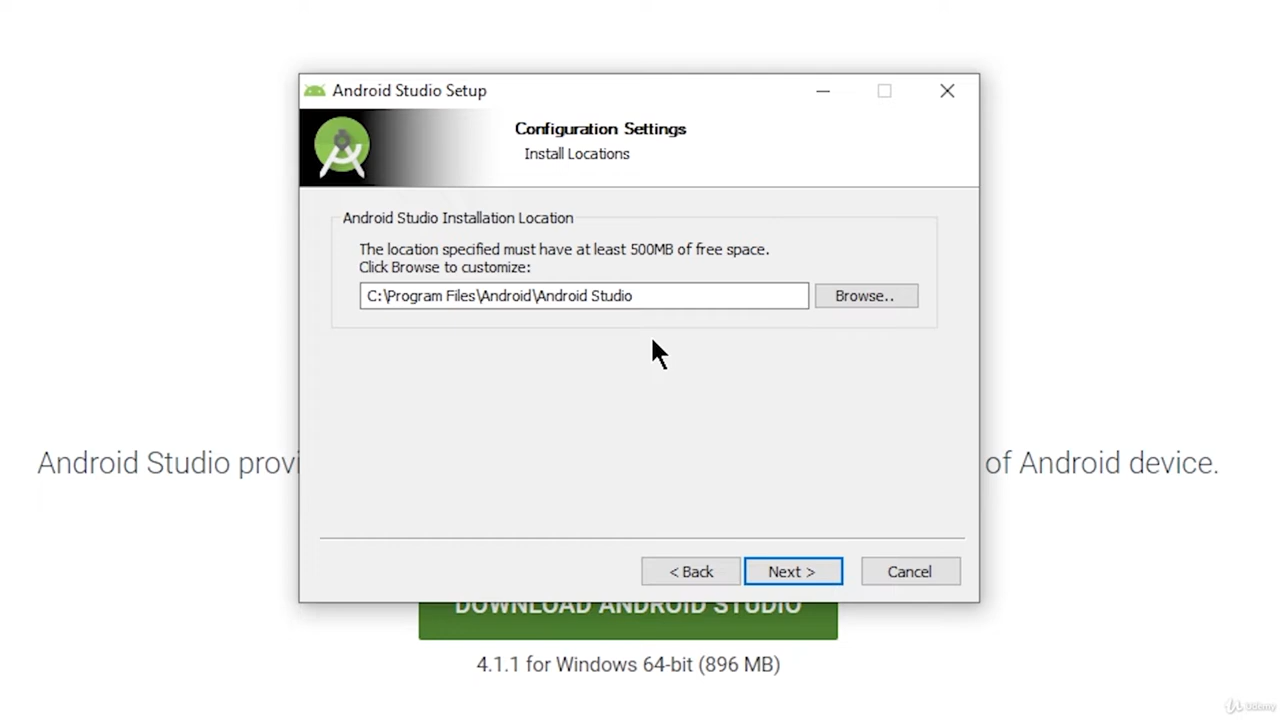 Android Studio Setup
Configuration Settings
Install Locations
Android Studio Installation Location
The location specified must have at least 500MB of free space.
Click Browse to customize:
C:\Program Files\Android\Android Studio
Browse..
Android Studio provi
of Android device.
< Back
Next >
Cancel
DOWNLOAD ANDROID STUDIO
4.1.1 for Windows 64-bit (896 MB)
Udemy